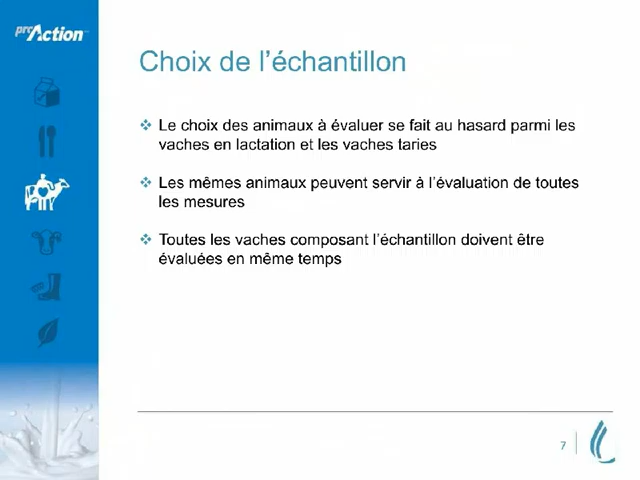 proAction
Choix de l'échantillon
❖ Le choix des animaux à évaluer se fait au hasard parmi les
vaches en lactation et les vaches taries
❖ Les mêmes animaux peuvent servir à l'évaluation de toutes
les mesures
❖ Toutes les vaches composant l'échantillon doivent être
évaluées en même temps
7